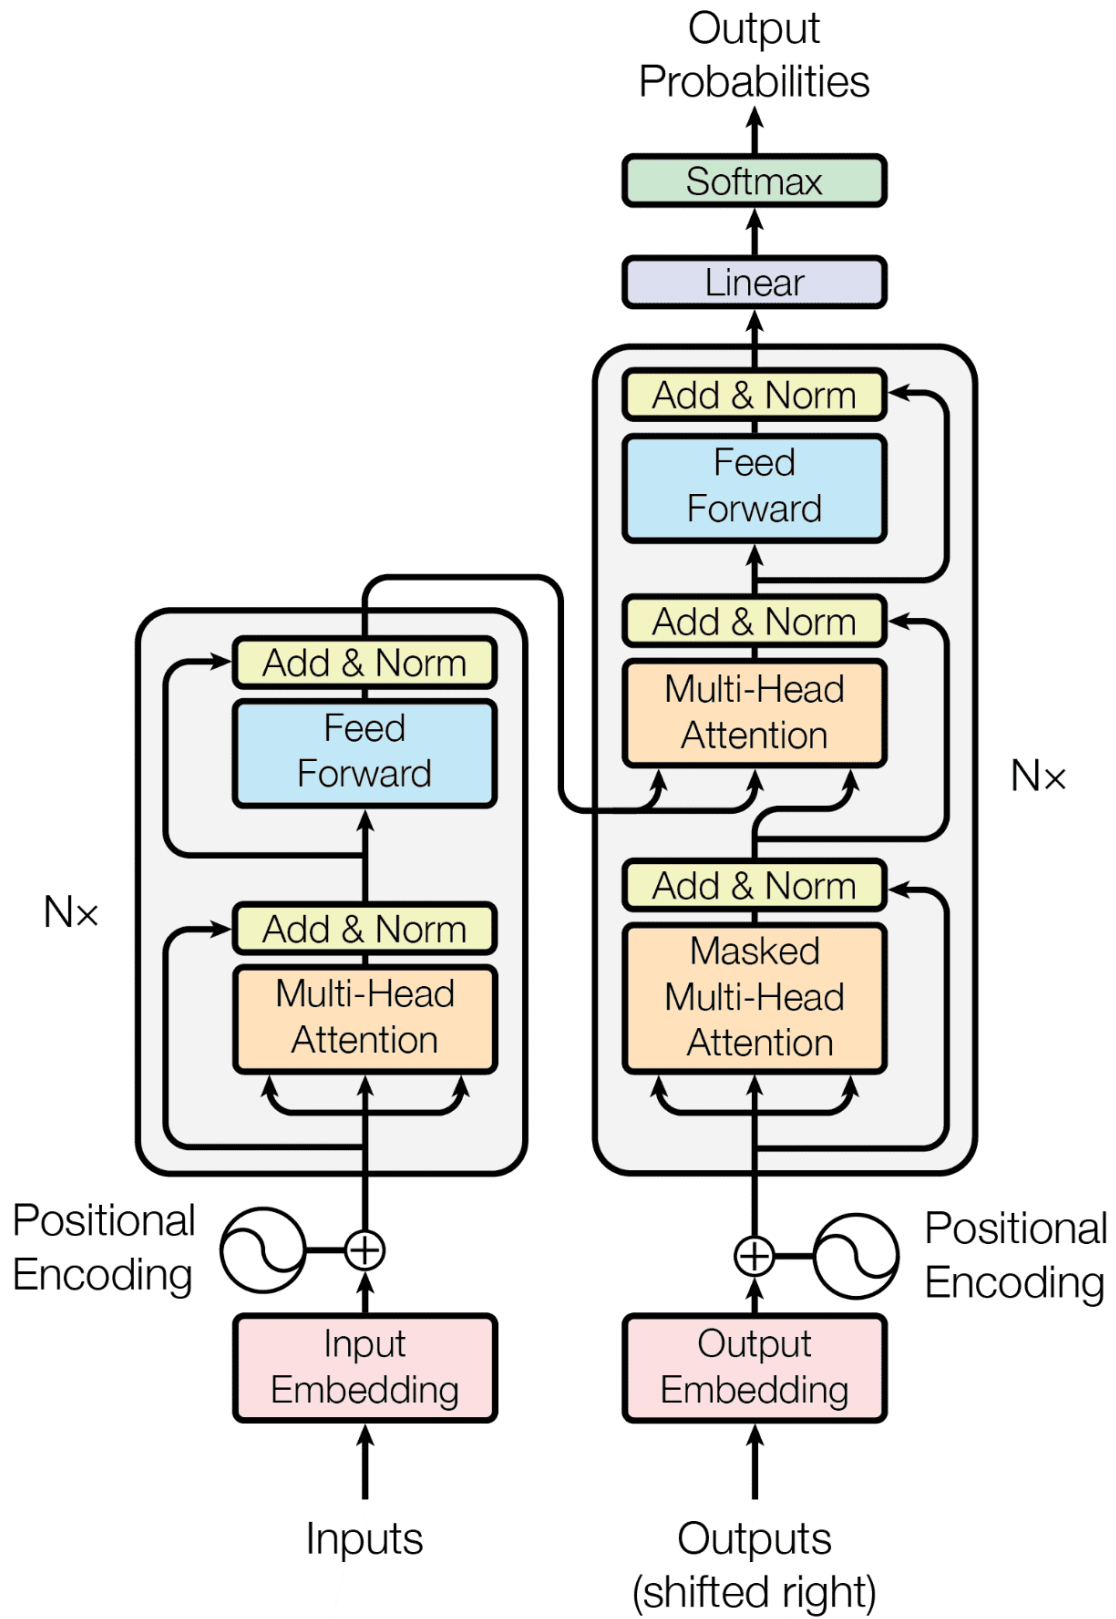 Output
Probabilities
Softmax
Linear
Add & Norm
Feed
Forward
Add & Norm
Multi-Head
Attention
N×
Add & Norm
Masked
Multi-Head
Attention
Add & Norm
Feed
Forward
N×
Add & Norm
Multi-Head
Attention
Positional
Encoding
Positional
Encoding
Input
Embedding
Output
Embedding
Inputs
Outputs
(shifted right)